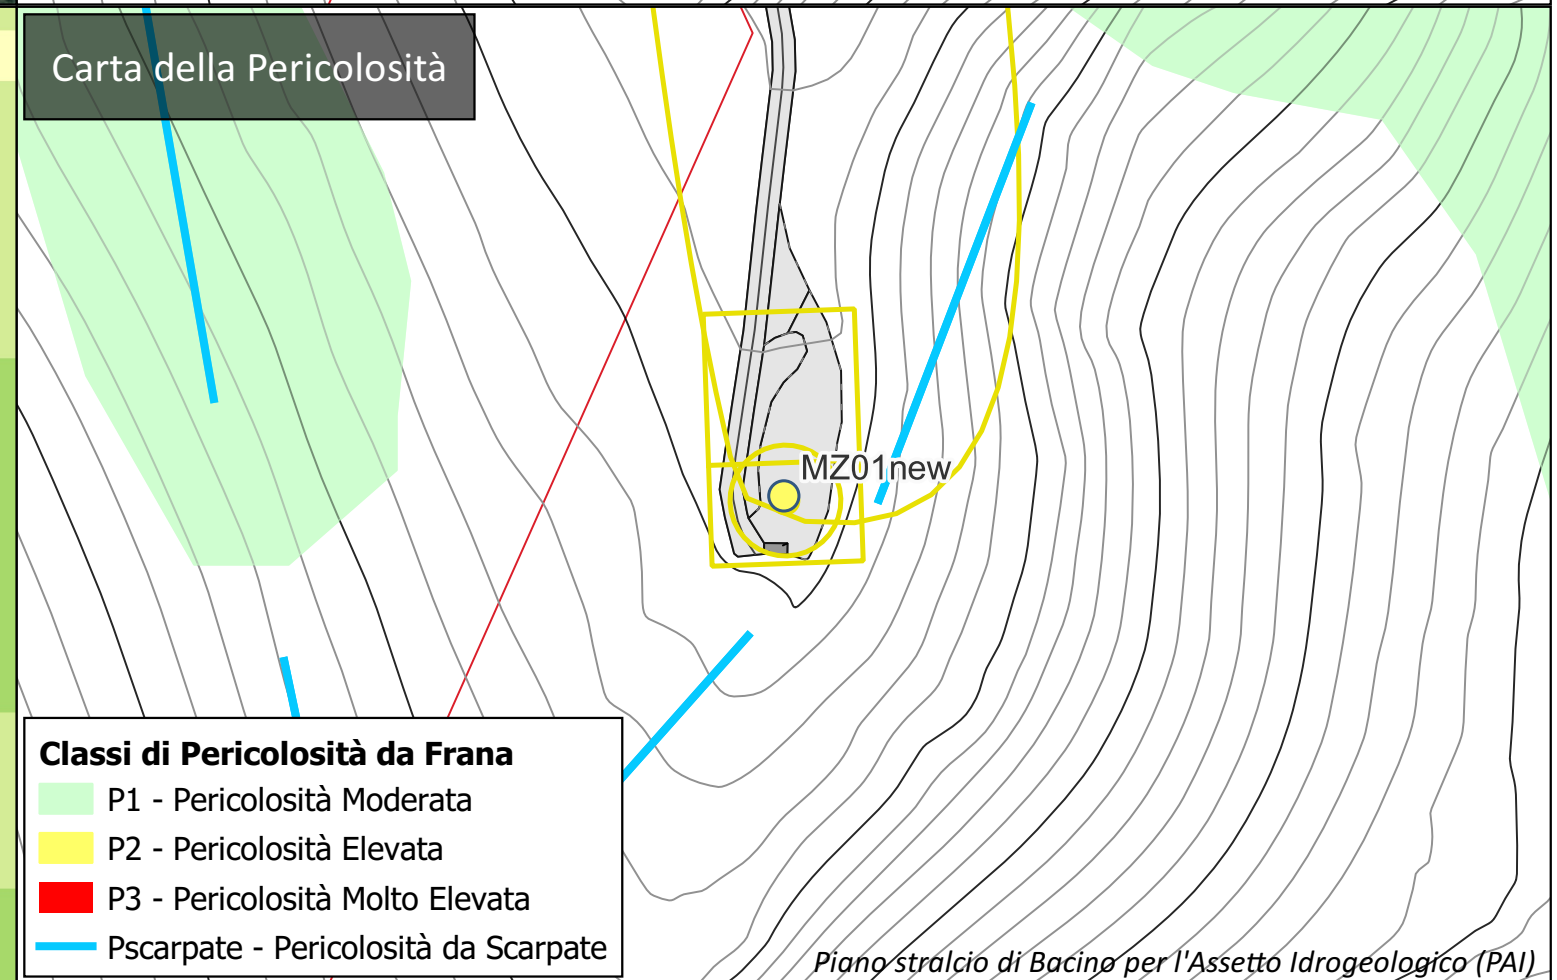 Carta della Pericolosità
MZ01new
Classi di Pericolosità da Frana
P1 - Pericolosità Moderata
P2 - Pericolosità Elevata
P3 - Pericolosità Molto Elevata
Pscarpate - Pericolosità da Scarpate
Piano stralcio di Bacino per l'Assetto Idrogeologico (PAI)